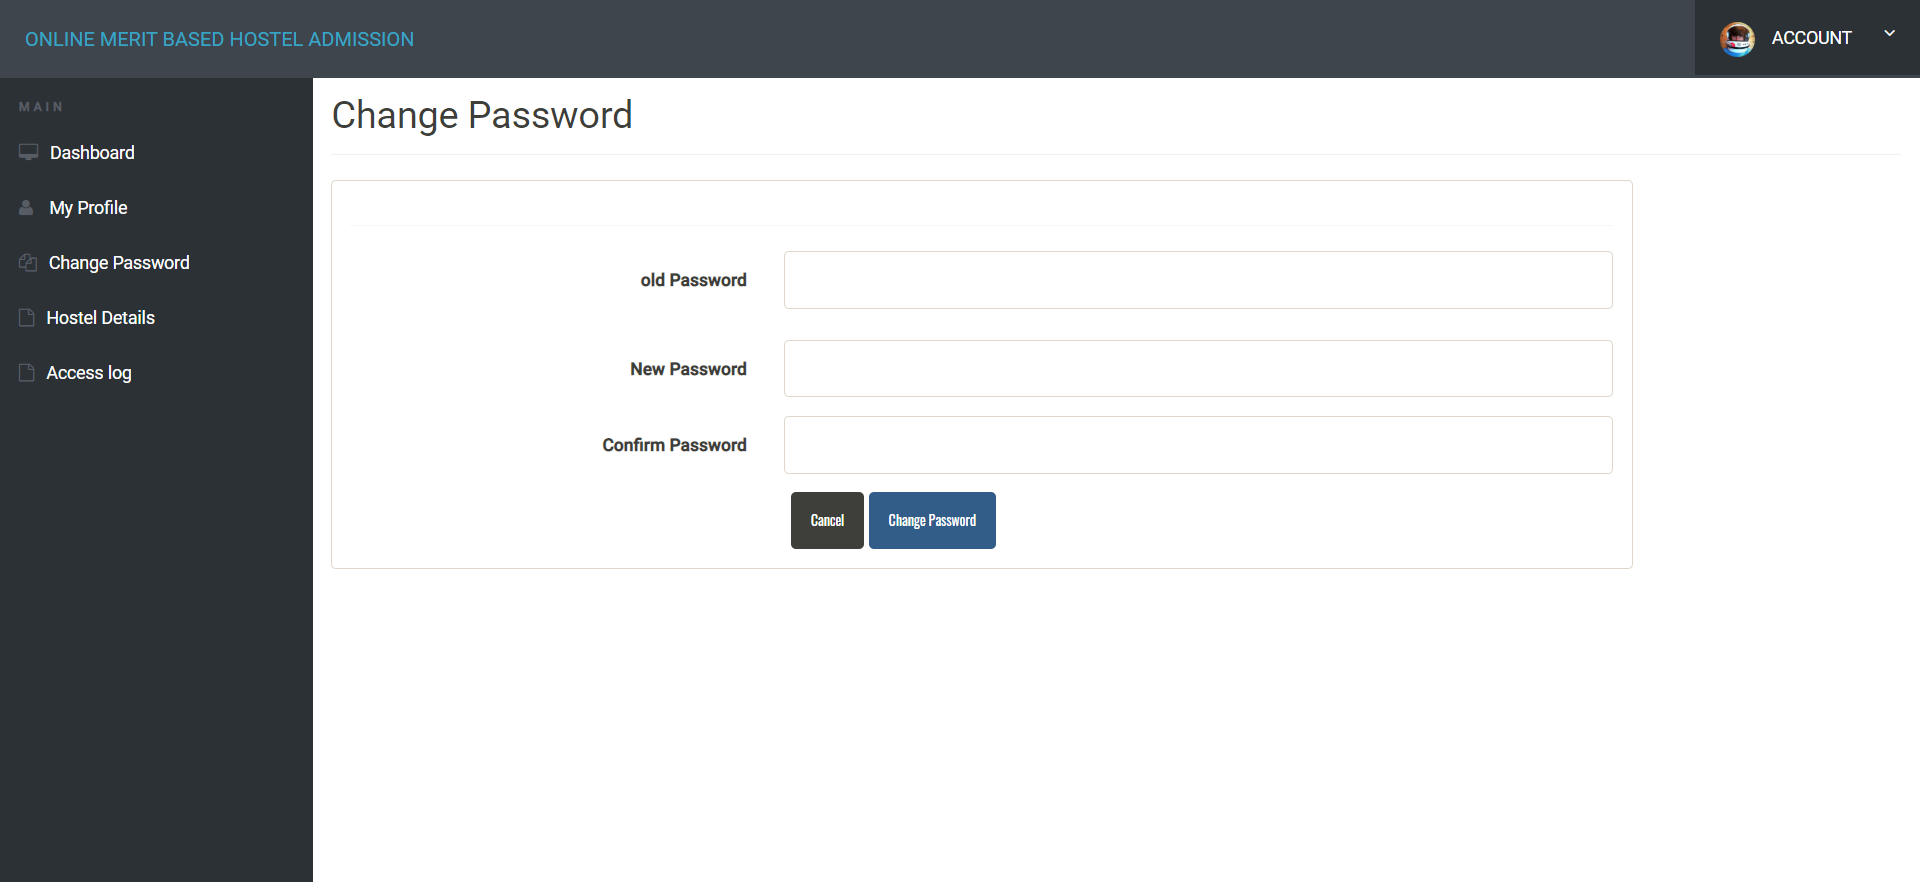 ONLINE MERIT BASED HOSTEL ADMISSION
ACCOUNT
MAIN
Dashboard
My Profile
Change Password
Hostel Details
Access log
Change Password
old Password
New Password
Confirm Password
Cancel
Change Password